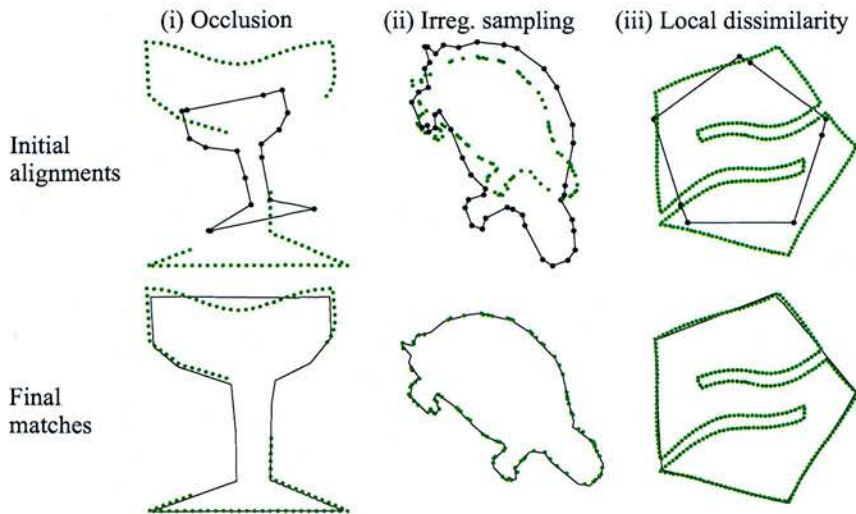 (i) Occlusion
(ii) Irreg. sampling
(iii) Local dissimilarity
Initial
alignments
Final
matches